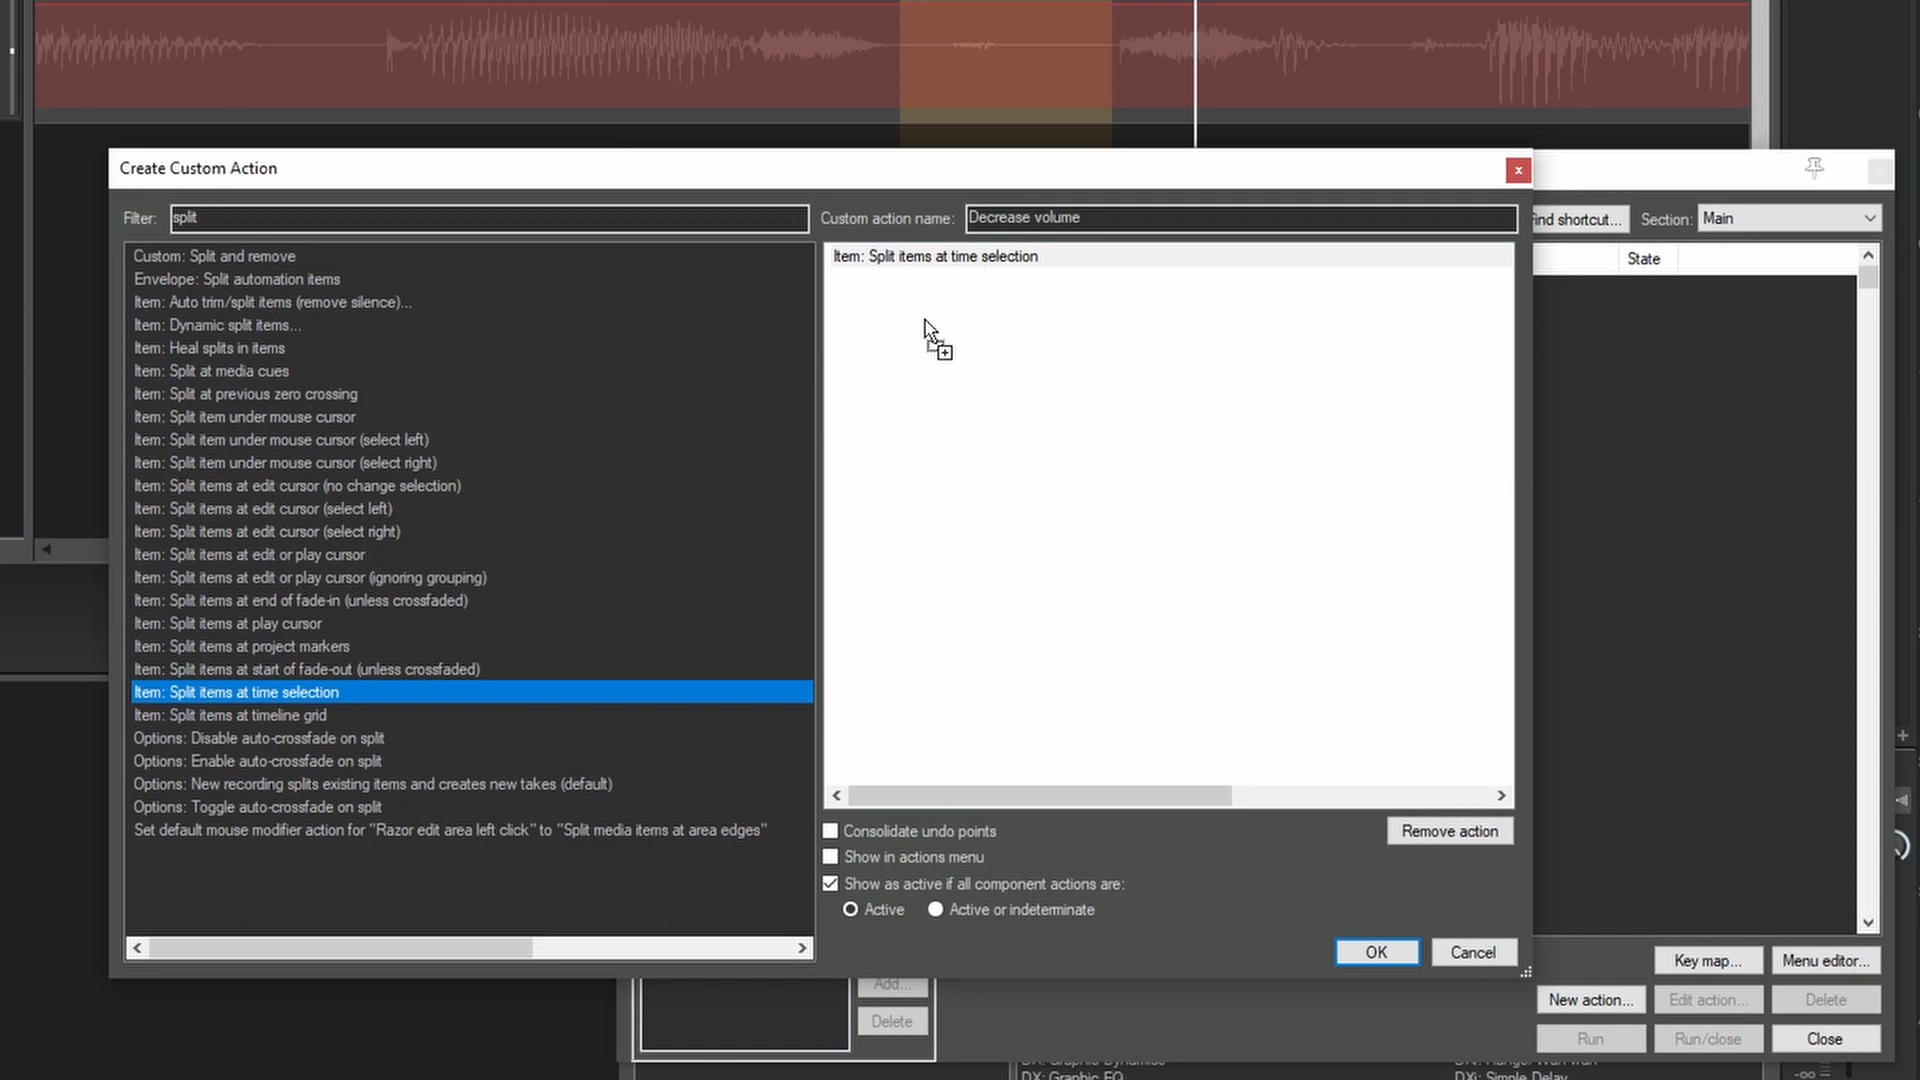 Create Custom Action
x
Filter:
split
Custom action name:
Decrease volume
Find shortcut...
Section:
Main
Custom: Split and remove
Envelope: Split automation items
Item: Auto trim/split items (remove silence)...
Item: Dynamic split items...
Item: Heal splits in items
Item: Split at media cues
Item: Split at previous zero crossing
Item: Split item under mouse cursor
Item: Split item under mouse cursor (select left)
Item: Split item under mouse cursor (select right)
Item: Split items at edit cursor (no change selection)
Item: Split items at edit cursor (select left)
Item: Split items at edit cursor (select right)
Item: Split items at edit or play cursor
Item: Split items at edit or play cursor (ignoring grouping)
Item: Split items at end of fade-in (unless crossfaded)
Item: Split items at play cursor
Item: Split items at project markers
Item: Split items at start of fade-out (unless crossfaded)
Item: Split items at time selection
Item: Split items at timeline grid
Options: Disable auto-crossfade on split
Options: Enable auto-crossfade on split
Options: New recording splits existing items and creates new takes (default)
Options: Toggle auto-crossfade on split
Set default mouse modifier action for "Razor edit area left click" to "Split media items at area edges"
Item: Split items at time selection
State
Consolidate undo points
Remove action
Show in actions menu
Show as active if all component actions are:
Active
Active or indeterminate
OK
Cancel
Key map...
Menu editor...
Add...
New action...
Edit action...
Delete
Delete
Run
Run/close
Close
DX: Graphic Dynamics
DX: Graphic EQ
DXi: Simple Delay
-oo